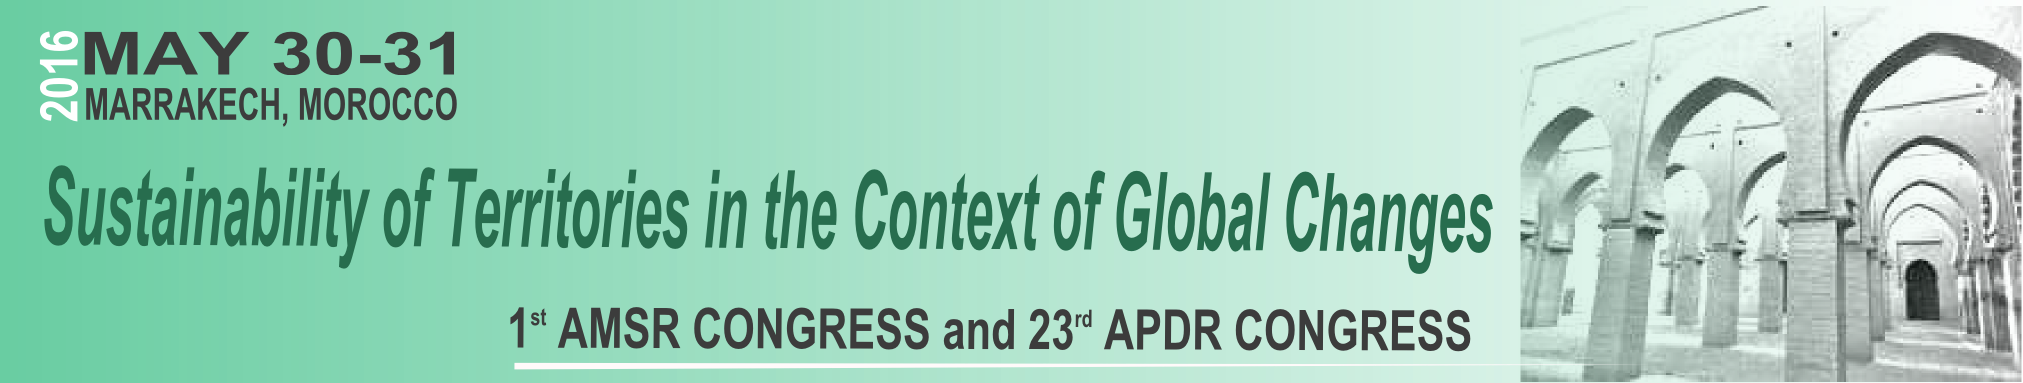 2016
MAY 30-31
MARRAKECH, MOROCCO
Sustainability of Territories in the Context of Global Changes
1st AMSR CONGRESS and 23rd APDR CONGRESS